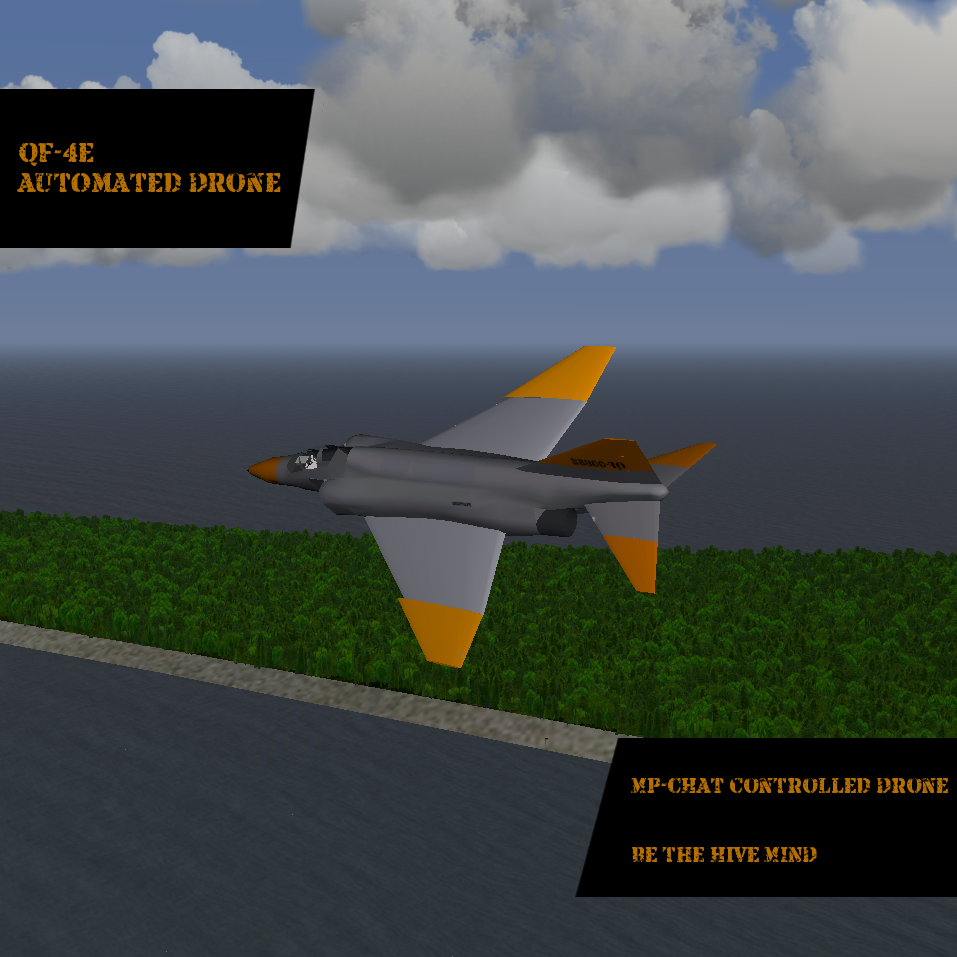 QF-4E
AUTOMATED DRONE
MP-CHAT CONTROLLED DRONE
BE THE HIVE MIND